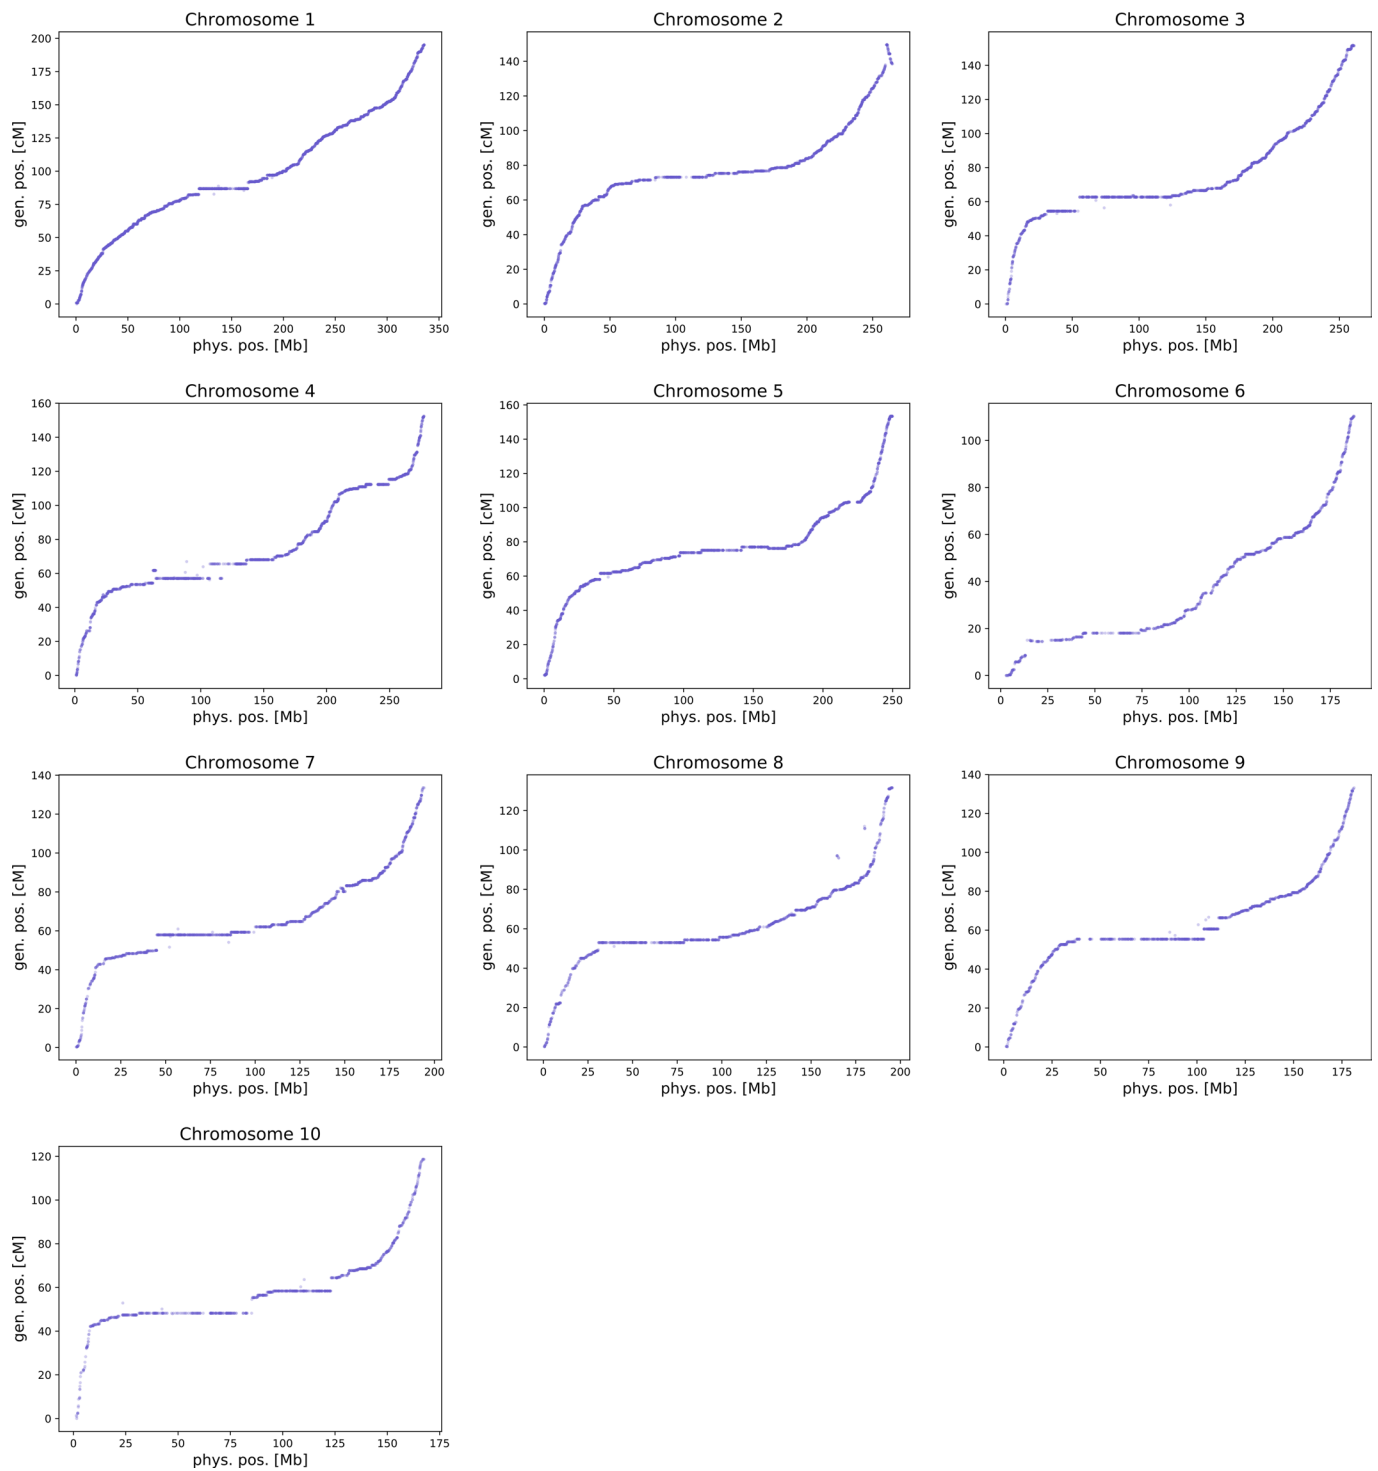 Chromosome 1
200
175
150
125
100
75
50
25
0
gen. pos. [cM]
0 50 100 150 200 250 300 350
phys. pos. [Mb]
Chromosome 2
140
120
100
80
60
40
20
0
gen. pos. [cM]
0 50 100 150 200 250
phys. pos. [Mb]
Chromosome 3
140
120
100
80
60
40
20
0
gen. pos. [cM]
0 50 100 150 200 250
phys. pos. [Mb]
Chromosome 4
160
140
120
100
80
60
40
20
0
gen. pos. [cM]
0 50 100 150 200 250
phys. pos. [Mb]
Chromosome 5
160
140
120
100
80
60
40
20
0
gen. pos. [cM]
0 50 100 150 200 250
phys. pos. [Mb]
Chromosome 6
100
80
60
40
20
0
gen. pos. [cM]
0 25 50 75 100 125 150 175
phys. pos. [Mb]
Chromosome 7
140
120
100
80
60
40
20
0
gen. pos. [cM]
0 25 50 75 100 125 150 175 200
phys. pos. [Mb]
Chromosome 8
120
100
80
60
40
20
0
gen. pos. [cM]
0 25 50 75 100 125 150 175 200
phys. pos. [Mb]
Chromosome 9
140
120
100
80
60
40
20
0
gen. pos. [cM]
0 25 50 75 100 125 150 175
phys. pos. [Mb]
Chromosome 10
120
100
80
60
40
20
0
gen. pos. [cM]
0 25 50 75 100 125 150 175
phys. pos. [Mb]